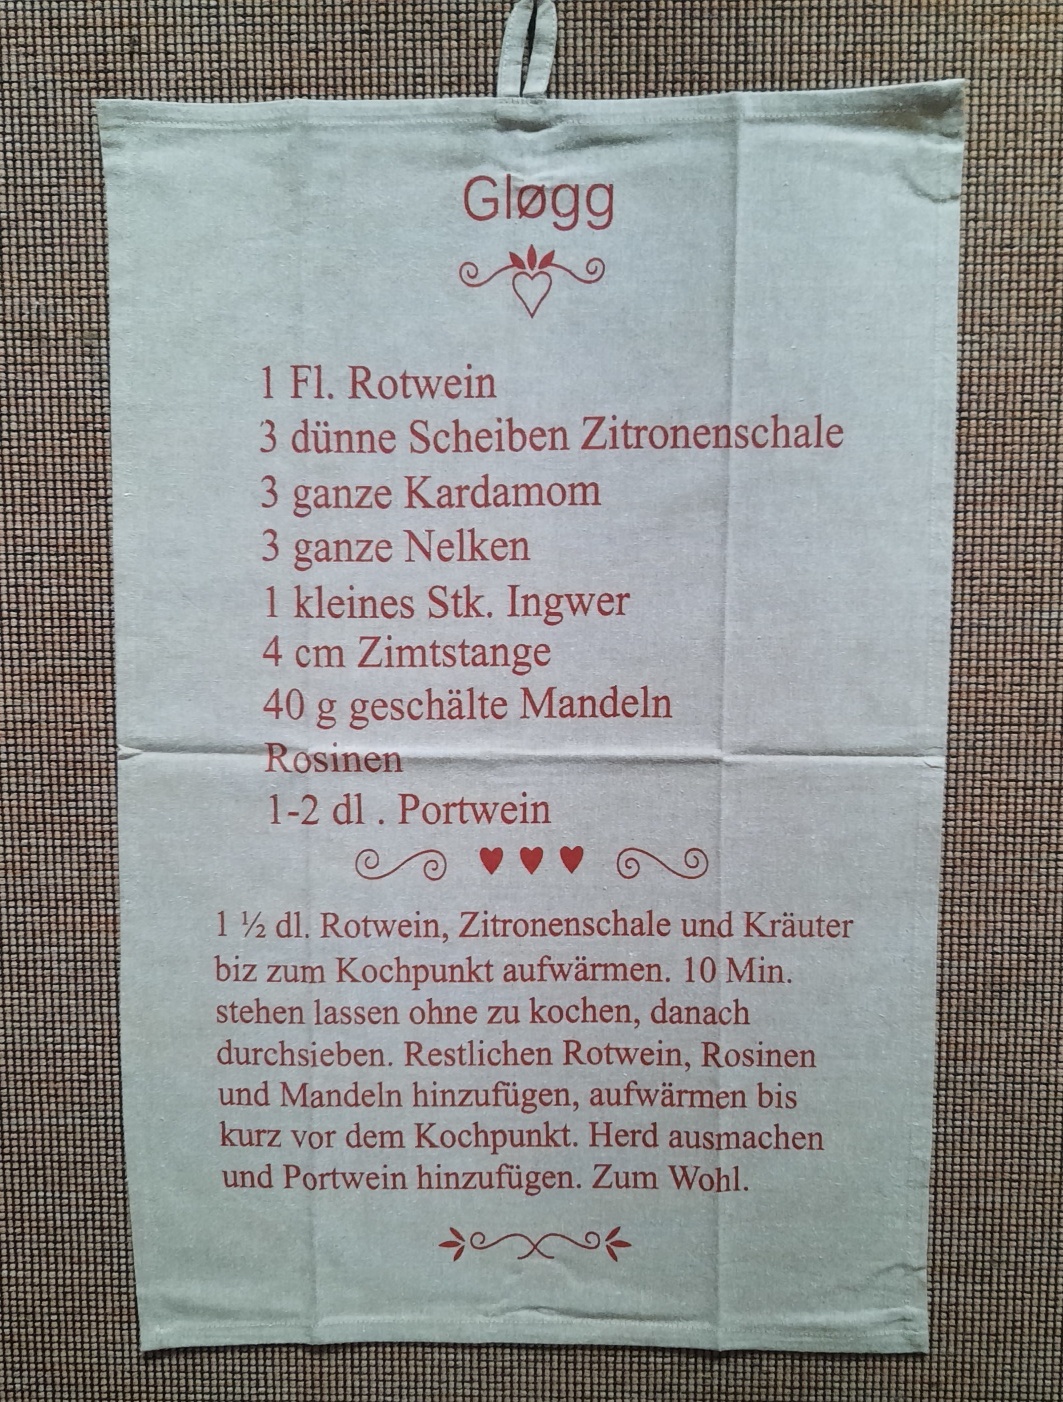 Gløgg
1 Fl. Rotwein
3 dünne Scheiben Zitronenschale
3 ganze Kardamom
3 ganze Nelken
1 kleines Stk. Ingwer
4 cm Zimtstange
40 g geschälte Mandeln
Rosinen
1-2 dl . Portwein
1 ½ dl. Rotwein, Zitronenschale und Kräuter
biz zum Kochpunkt aufwärmen. 10 Min.
stehen lassen ohne zu kochen, danach
durchsieben. Restlichen Rotwein, Rosinen
und Mandeln hinzufügen, aufwärmen bis
kurz vor dem Kochpunkt. Herd ausmachen
und Portwein hinzufügen. Zum Wohl.